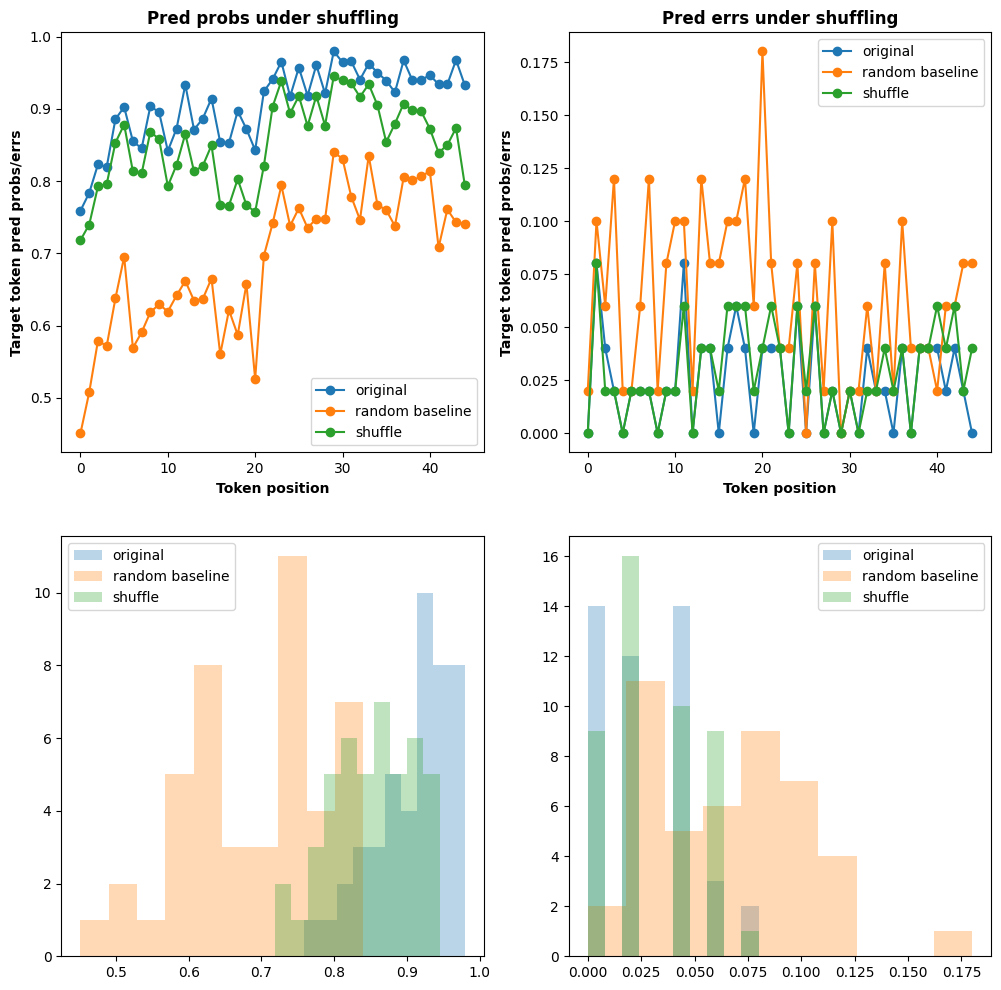 Pred probs under shuffling
Target token pred probs/errs
1.0
0.9
0.8
0.7
0.6
0.5
original
random baseline
shuffle
0
10
20
30
40
Token position
Pred errs under shuffling
Target token pred probs/errs
0.175
0.150
0.125
0.100
0.075
0.050
0.025
0.000
original
random baseline
shuffle
0
10
20
30
40
Token position
original
random baseline
shuffle
10
8
6
4
2
0
0.5
0.6
0.7
0.8
0.9
1.0
original
random baseline
shuffle
16
14
12
10
8
6
4
2
0
0.000
0.025
0.050
0.075
0.100
0.125
0.150
0.175